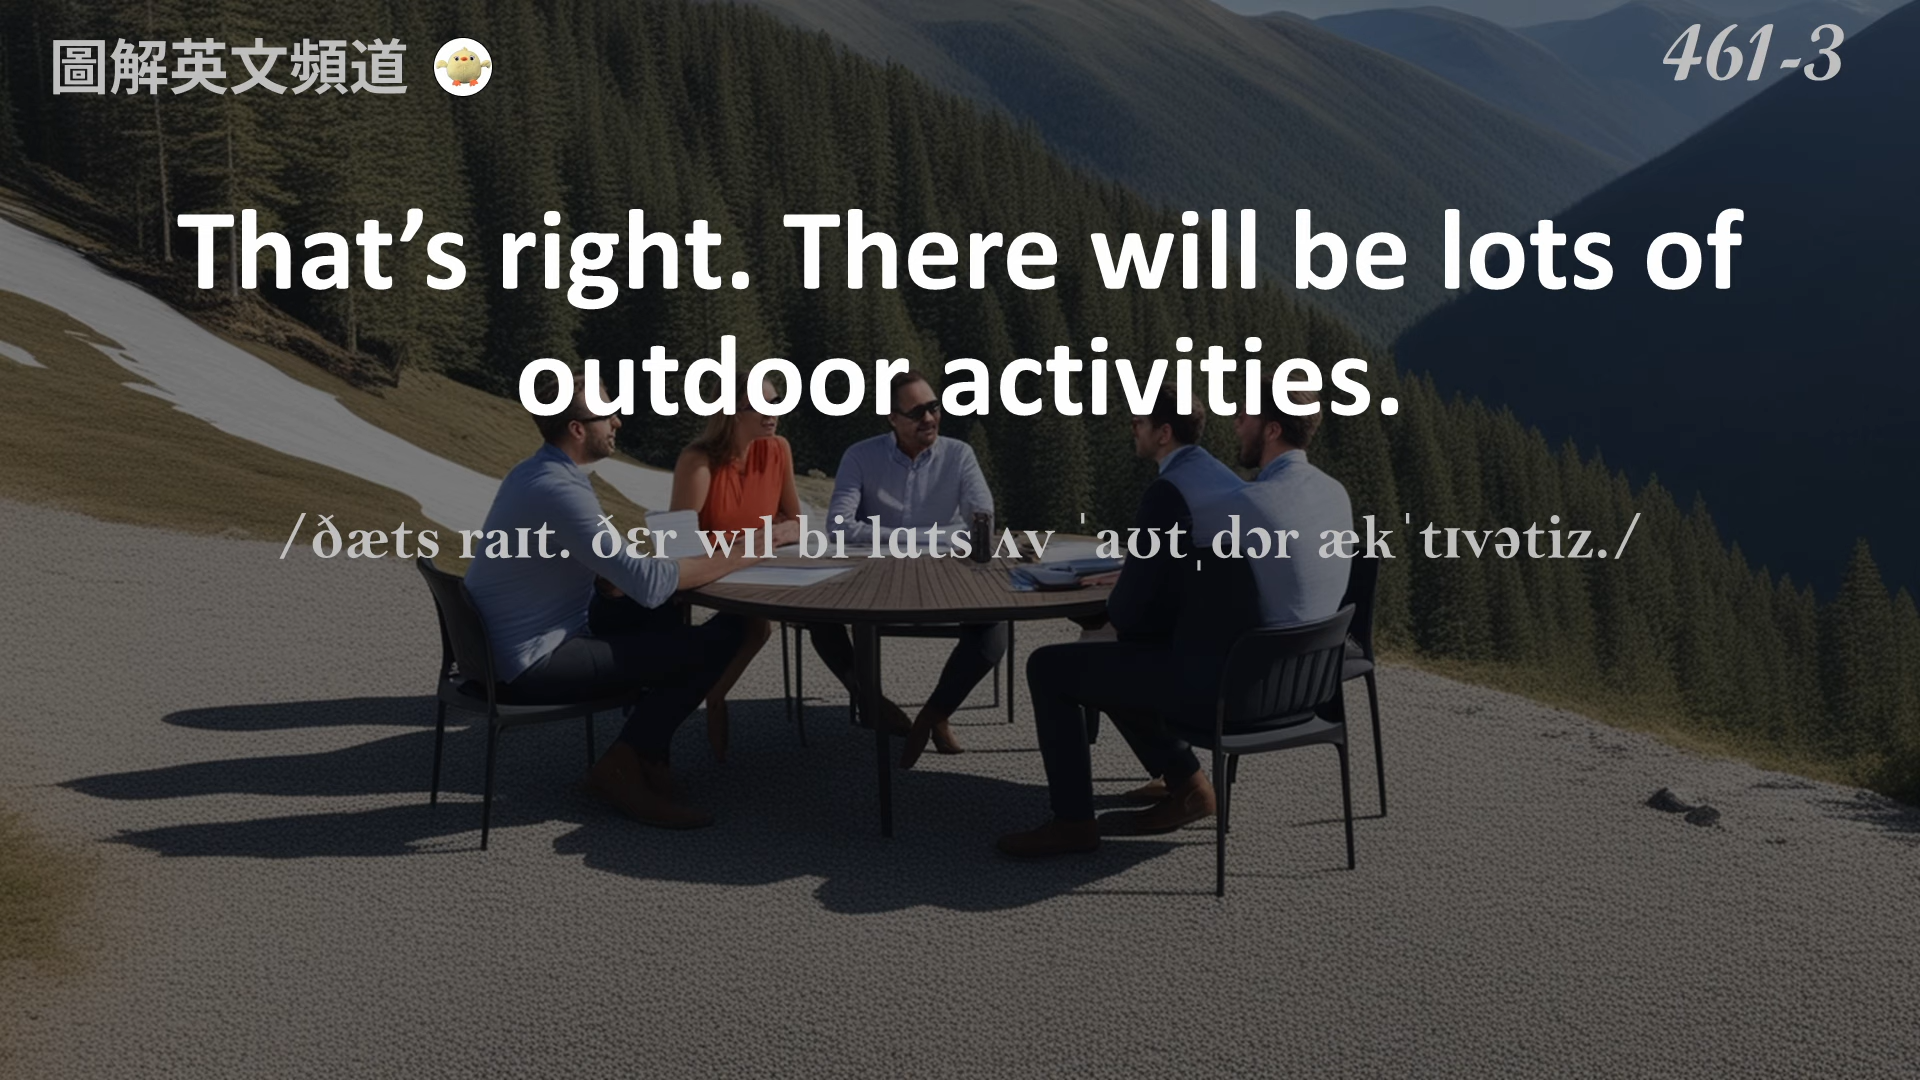 圖解英文頻道
461-3
That’s right. There will be lots of
outdoor activities.
/ðæts raɪt. ðɛr wɪl bi lɑts ʌv ˈaʊtˌdɔr ækˈtɪvətiz./